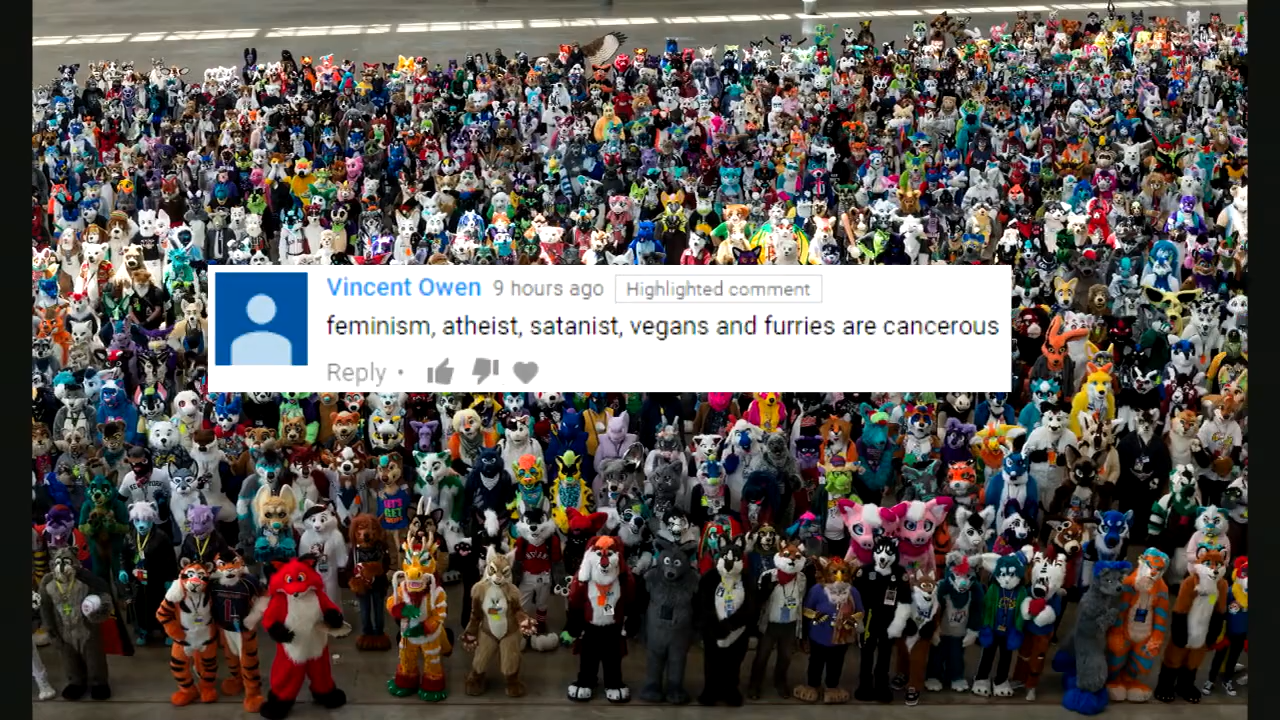 Vincent Owen 9 hours ago Highlighted comment
feminism, atheist, satanist, vegans and furries are cancerous
Reply •